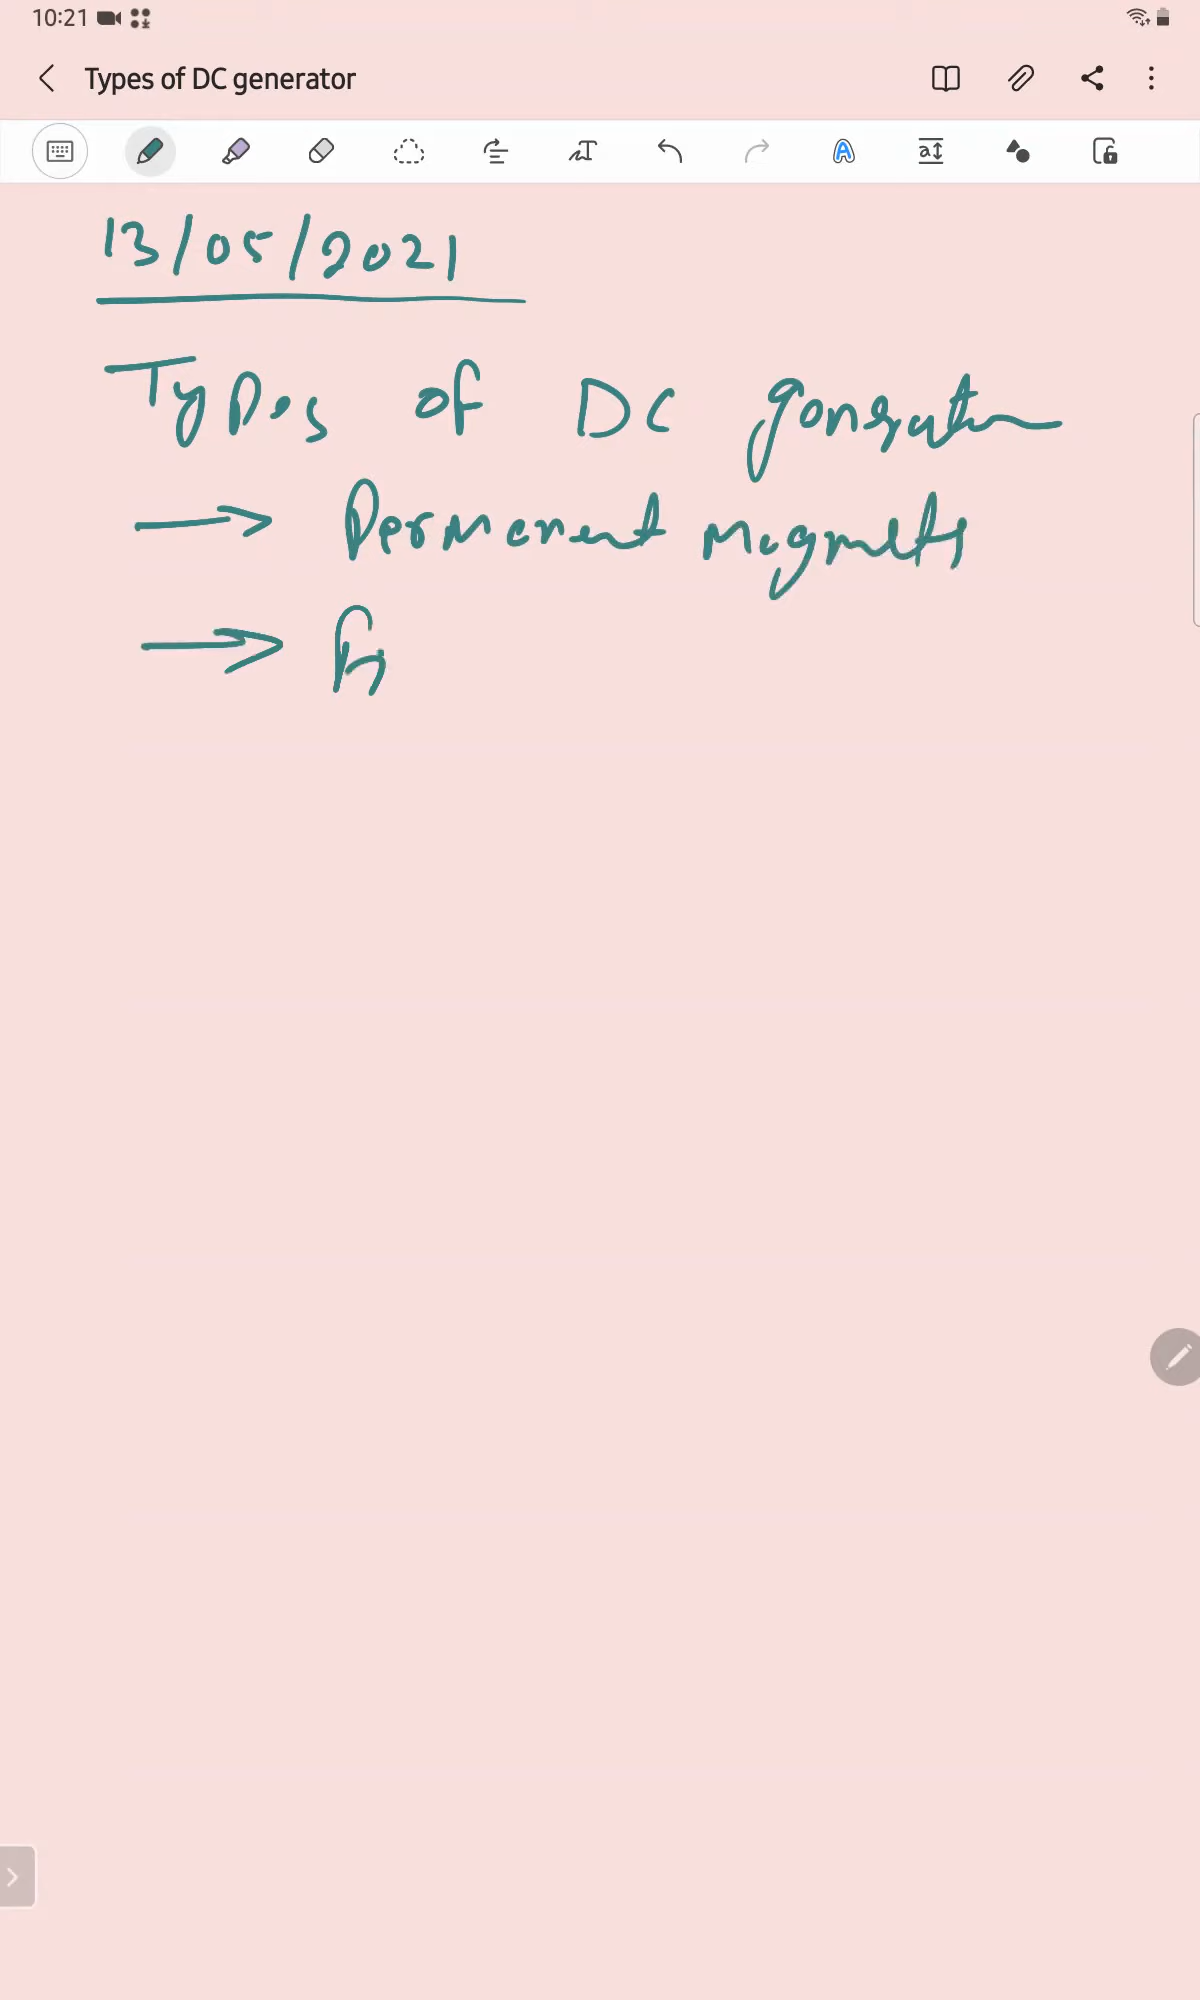 10:21
Types of DC generator
13/05/2021
Types of DC generator
→ Permanent Magnets
→